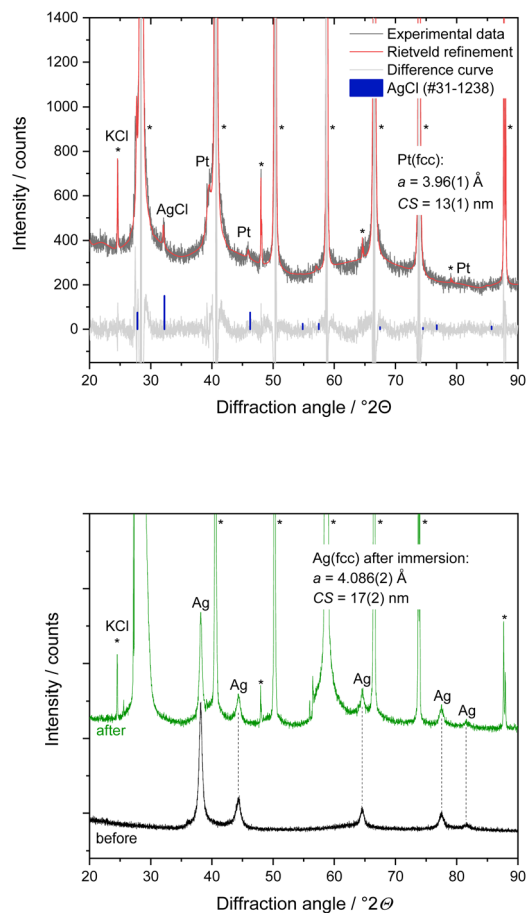 1400
1200
1000
800
600
400
200
0
Intensity / counts
Experimental data
Rietveld refinement
Difference curve
AgCl (#31-1238)
KCl
*
*
*
*
*
*
*
*
Pt
*
Pt(fcc):
a = 3.96(1) Å
CS = 13(1) nm
AgCl
Pt
*
Pt
20
30
40
50
60
70
80
90
Diffraction angle / °2Θ
Intensity / counts
*
*
*
*
*
Ag(fcc) after immersion:
a = 4.086(2) Å
CS = 17(2) nm
KCl
*
Ag
Ag
*
Ag
Ag
Ag
*
after
before
20
30
40
50
60
70
80
90
Diffraction angle / °2Θ